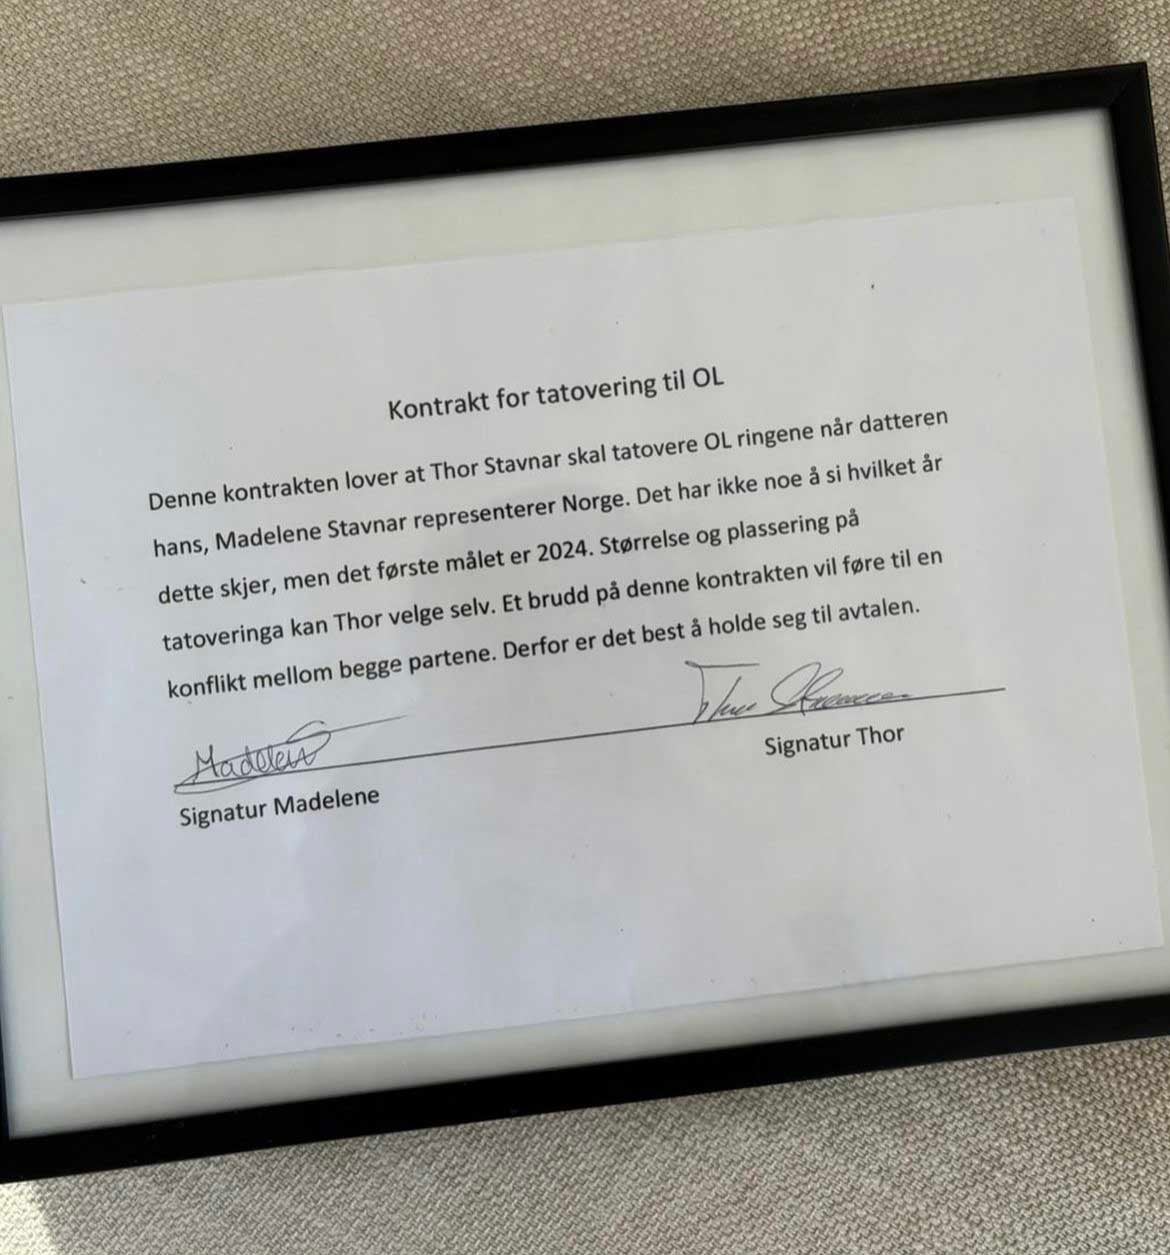 Kontrakt for tatovering til OL
Denne kontrakten lover at Thor Stavnar skal tatovere OL ringene når datteren
hans, Madelene Stavnar representerer Norge. Det har ikke noe å si hvilket år
dette skjer, men det første målet er 2024. Størrelse og plassering på
tatoveringa kan Thor velge selv. Et brudd på denne kontrakten vil føre til en
konflikt mellom begge partene. Derfor er det best å holde seg til avtalen.
Thor
Signatur Thor
Madelen
Signatur Madelene